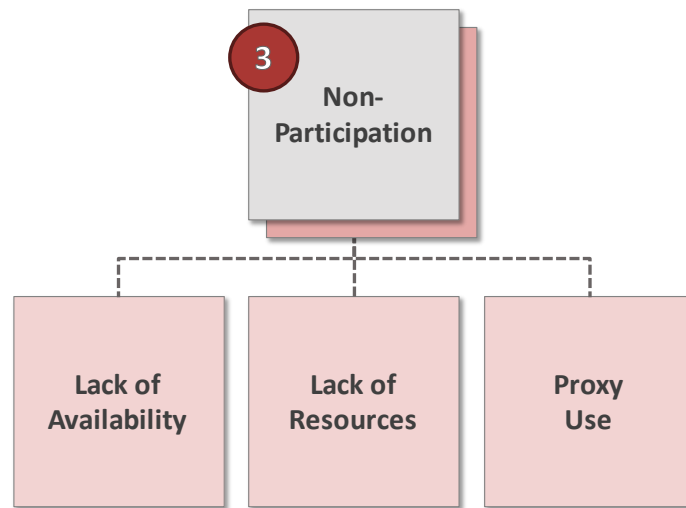 3
Non-
Participation
Lack of
Availability
Lack of
Resources
Proxy
Use